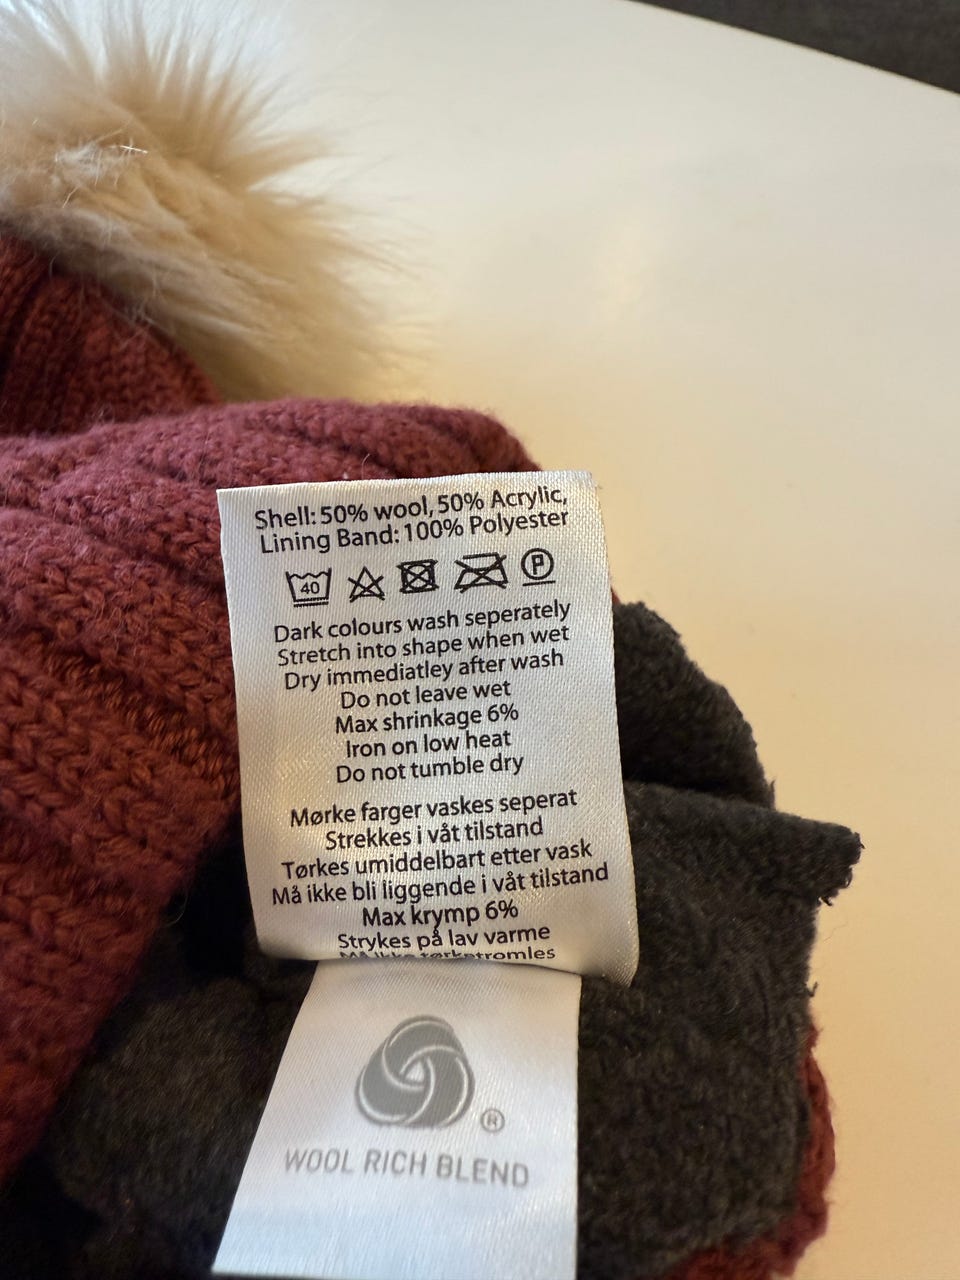 Shell: 50% wool, 50% Acrylic,
Lining Band: 100% Polyester
40 P
Dark colours wash seperately
Stretch into shape when wet
Dry immediatley after wash
Do not leave wet
Max shrinkage 6%
Iron on low heat
Do not tumble dry
Mørke farger vaskes seperat
Strekkes i våt tilstand
Tørkes umiddelbart etter vask
Må ikke bli liggende i våt tilstand
Max krymp 6%
Strykes på lav varme
Må ikke tørketromles
®
WOOL RICH BLEND